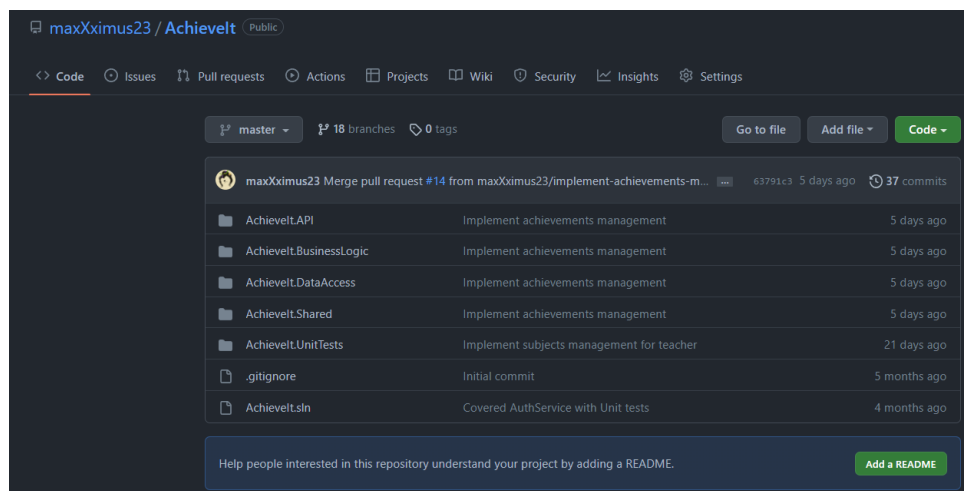 maxXximus23 / AchieveIt Public
<> Code Issues Pull requests Actions Projects Wiki Security Insights Settings
master 18 branches 0 tags Go to file Add file Code
maxXximus23 Merge pull request #14 from maxXximus23/implement-achievements-m... ... 63791c3 5 days ago 37 commits
AchieveIt.API Implement achievements management 5 days ago
AchieveIt.BusinessLogic Implement achievements management 5 days ago
AchieveIt.DataAccess Implement achievements management 5 days ago
AchieveIt.Shared Implement achievements management 5 days ago
AchieveIt.UnitTests Implement subjects management for teacher 21 days ago
.gitignore Initial commit 5 months ago
AchieveIt.sln Covered AuthService with Unit tests 4 months ago
Help people interested in this repository understand your project by adding a README. Add a README